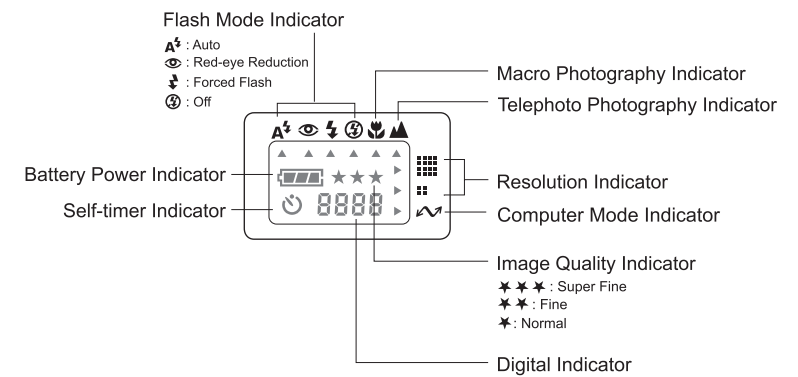 Flash Mode Indicator
A : Auto
: Red-eye Reduction
: Forced Flash
: Off
Macro Photography Indicator
Telephoto Photography Indicator
A
Battery Power Indicator
Self-timer Indicator
8888
Resolution Indicator
Computer Mode Indicator
Image Quality Indicator
★ ★ ★ : Super Fine
★ ★ : Fine
★ : Normal
Digital Indicator